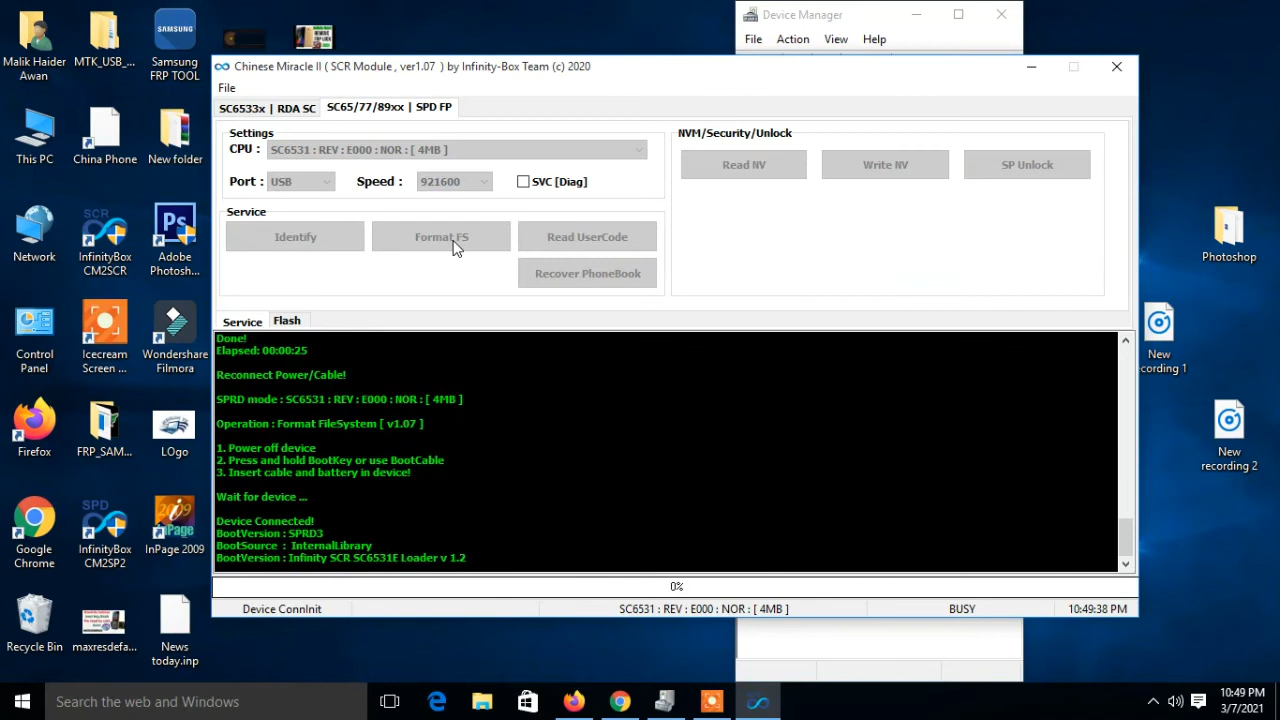 Malik Haider
Awan
MTK_USB_...
Samsung
FRP TOOL
SAMSUNG
This PC
China Phone
New folder
SCR
Ps
Network
InfinityBox
CM2SCR
Adobe
Photosh...
Control
Panel
Icecream
Screen ...
Wondershare
Filmora
Firefox
FRP_SAM...
LOgo
SPD
2009
InPage
Google
Chrome
InfinityBox
CM2SP2
InPage 2009
Recycle Bin
maxresdefa...
News
today.inp
Device Manager
File Action View Help
Chinese Miracle II ( SCR Module , ver1.07 ) by Infinity-Box Team (c) 2020
File
SC6533x | RDA SC
SC65/77/89xx | SPD FP
Settings
CPU : SC6531 : REV : E000 : NOR : [ 4MB ]
Port : USB Speed : 921600 SVC [Diag]
Service
Identify Format FS Read UserCode
Recover PhoneBook
NVM/Security/Unlock
Read NV Write NV SP Unlock
Service Flash
Done!
Elapsed: 00:00:25
Reconnect Power/Cable!
SPRD mode : SC6531 : REV : E000 : NOR : [ 4MB ]
Operation : Format FileSystem [ v1.07 ]
1. Power off device
2. Press and hold BootKey or use BootCable
3. Insert cable and battery in device!
Wait for device ...
Device Connected!
BootVersion : SPRD3
BootSource : InternalLibrary
BootVersion : Infinity SCR SC6531E Loader v 1.2
0%
Device ConnInit SC6531 : REV : E000 : NOR : [ 4MB ] BUSY 10:49:38 PM
Photoshop
New
ecording 1
New
recording 2
Search the web and Windows
10:49 PM
3/7/2021